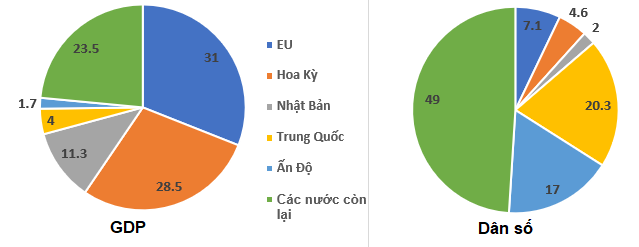 31
28.5
11.3
4
1.7
23.5
GDP
EU
Hoa Kỳ
Nhật Bản
Trung Quốc
Ấn Độ
Các nước còn
lại
7.1
4.6
2
20.3
17
49
Dân số